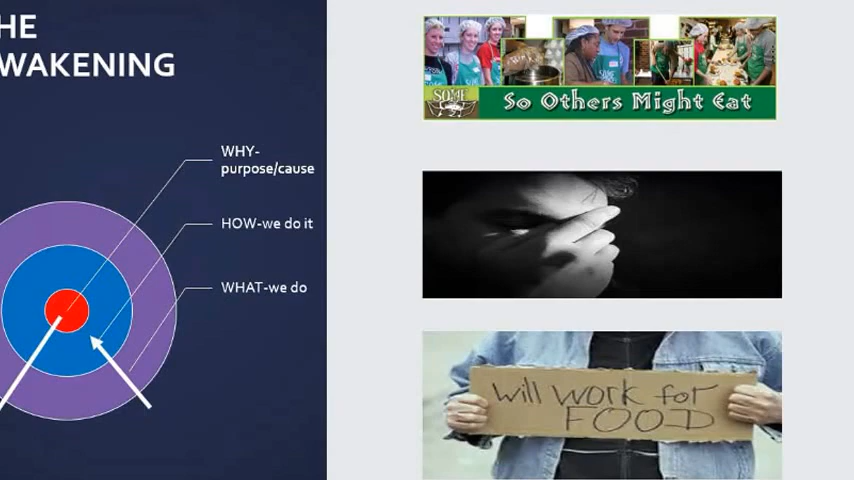 HE
WAKENING
WHY-
purpose/cause
HOW-we do it
WHAT-we do
SOME
So Others Might Eat
Will work for
FOOD